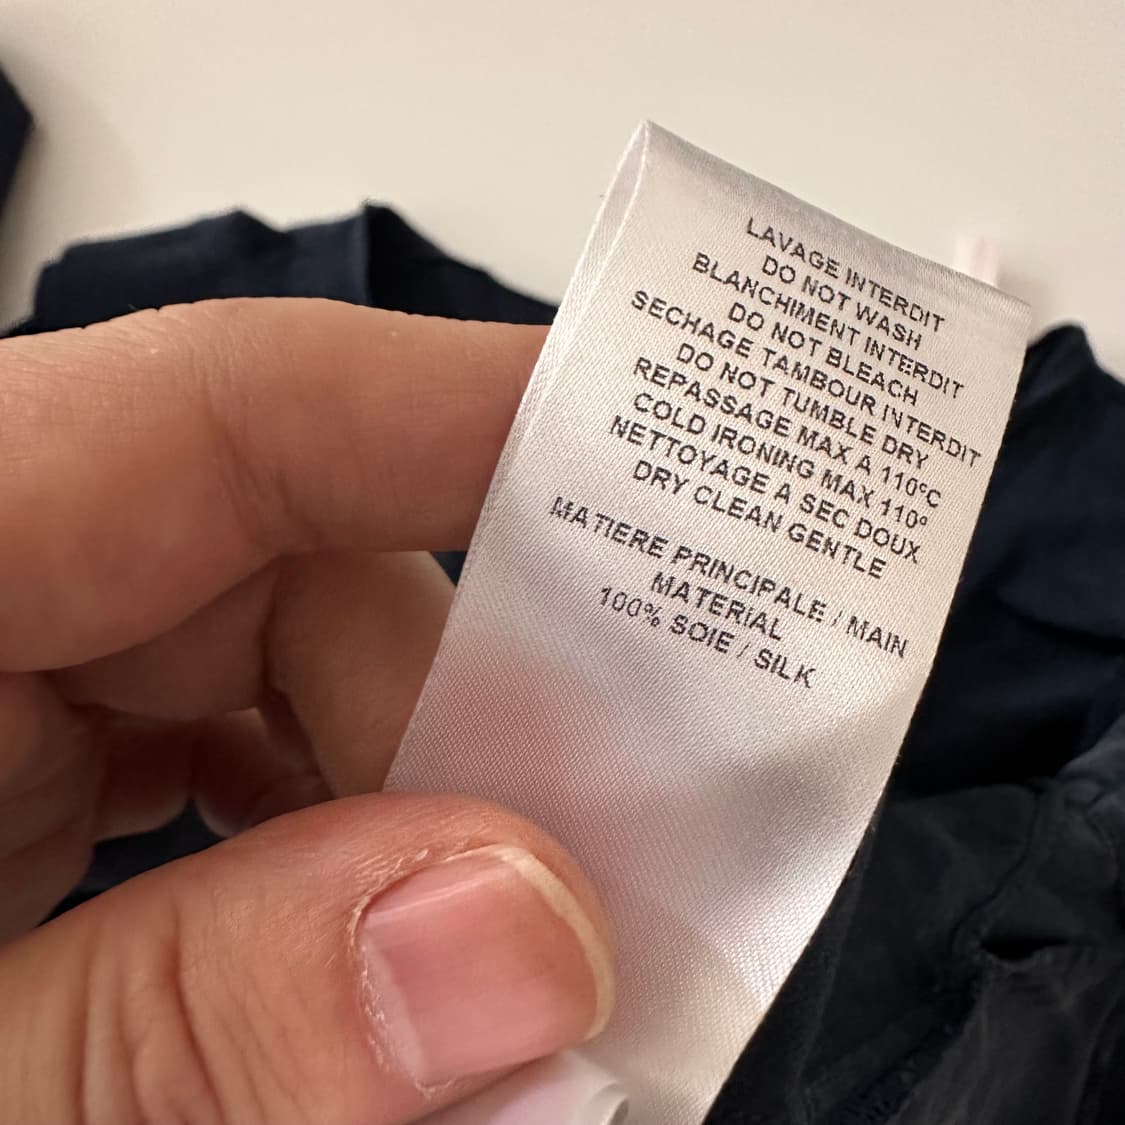 LAVAGE INTERDIT
DO NOT WASH
BLANCHIMENT INTERDIT
DO NOT BLEACH
SECHAGE TAMBOUR INTERDIT
DO NOT TUMBLE DRY
REPASSAGE MAX A 110°C
COLD IRONING MAX 110°
NETTOYAGE A SEC DOUX
DRY CLEAN GENTLE
MATIERE PRINCIPALE / MAIN
MATERIAL
100% SOIE / SILK